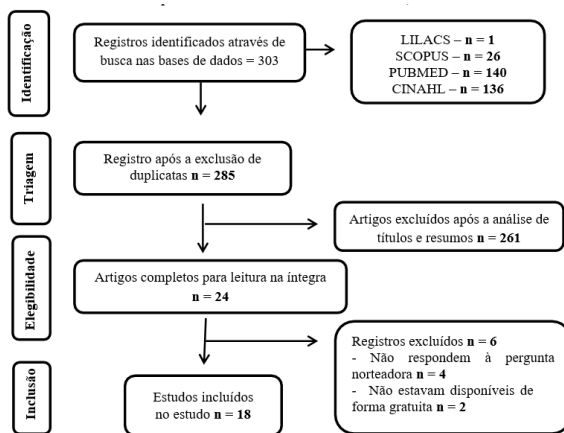 Identificação
Registros identificados através de
busca nas bases de dados = 303
LILACS – n = 1
SCOPUS – n = 26
PUBMED – n = 140
CINAHL – n = 136
Triagem
Registro após a exclusão de
duplicatas n = 285
Artigos excluídos após a análise de
títulos e resumos n = 261
Elegibilidade
Artigos completos para leitura na íntegra
n = 24
Registros excluídos n = 6
- Não respondem à pergunta
norteadora n = 4
- Não estavam disponíveis de
forma gratuita n = 2
Inclusão
Estudos incluídos
no estudo n = 18